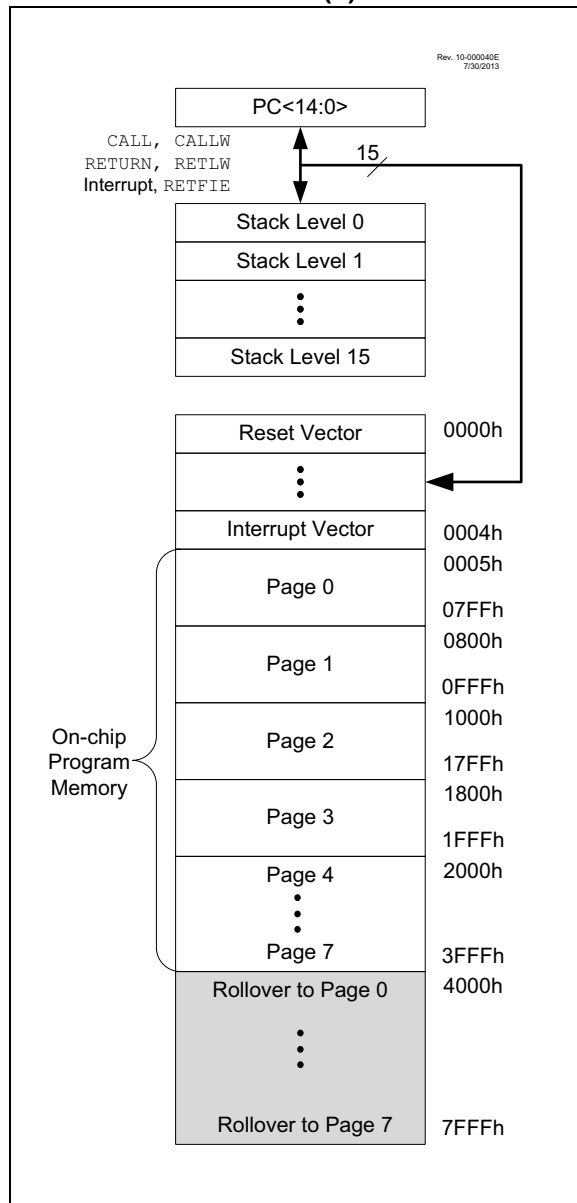 Rev. 10-000040E
7/30/2013
PC<14:0>
CALL, CALLW
RETURN, RETLW
Interrupt, RETFIE
15
Stack Level 0
Stack Level 1
Stack Level 15
Reset Vector 0000h
Interrupt Vector 0004h
0005h
Page 0
07FFh
0800h
Page 1
0FFFh
1000h
Page 2
17FFh
1800h
Page 3
1FFFh
Page 4 2000h
Page 7 3FFFh
On-chip
Program
Memory
Rollover to Page 0 4000h
Rollover to Page 7 7FFFh